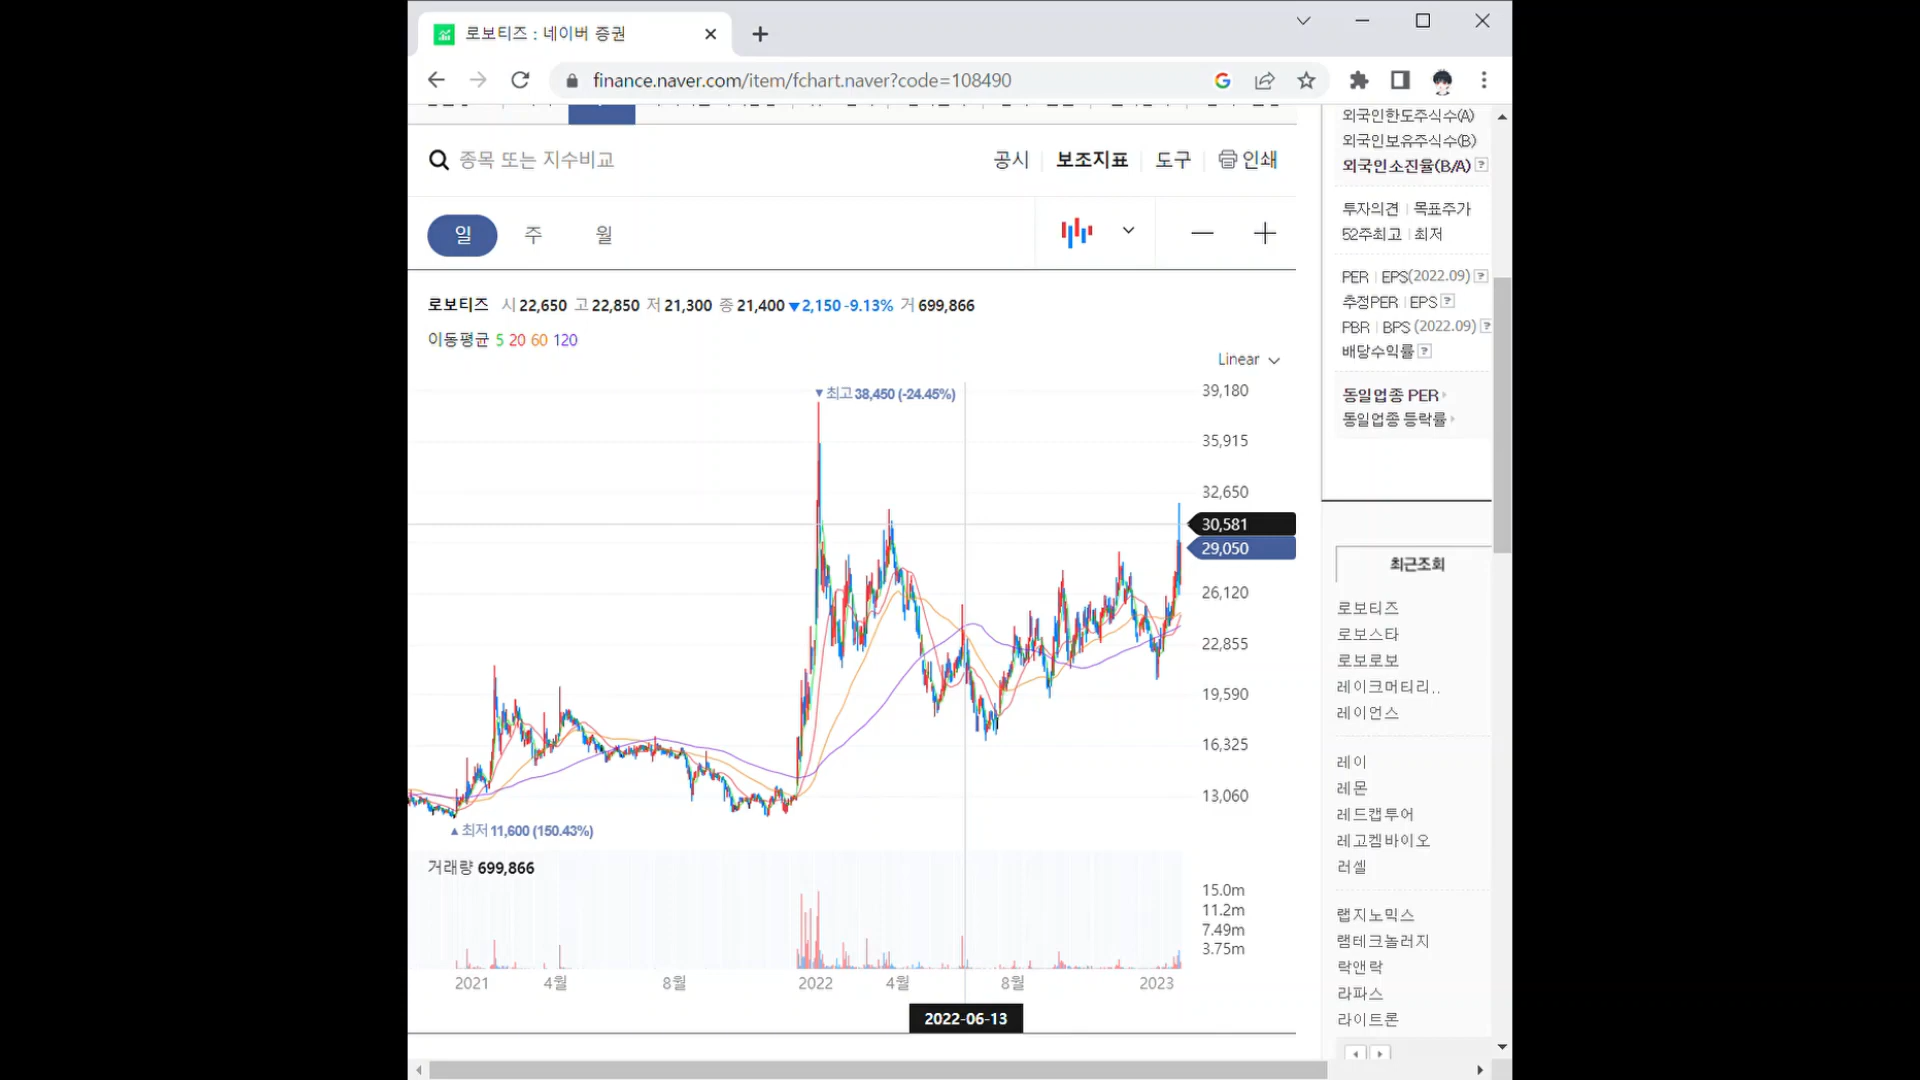 로보티즈 : 네이버 증권
finance.naver.com/item/fchart.naver?code=108490
종목 또는 지수비교
공시
보조지표
도구
인쇄
일
주
월
로보티즈 시 22,650 고 22,850 저 21,300 종 21,400 ▼2,150 -9.13% 거 699,866
이동평균 5 20 60 120
Linear
▼최고 38,450 (-24.45%)
39,180
35,915
32,650
30,581
29,050
26,120
22,855
19,590
16,325
13,060
▲최저 11,600 (150.43%)
거래량 699,866
15.0m
11.2m
7.49m
3.75m
2021 4월 8월 2022 4월 8월 2023
2022-06-13
외국인한도주식수(A)
외국인보유주식수(B)
외국인소진율(B/A) ?
투자의견 | 목표주가
52주최고 | 최저
PER | EPS(2022.09) ?
추정PER | EPS ?
PBR | BPS (2022.09) ?
배당수익률 ?
동일업종 PER
동일업종 등락률
최근조회
로보티즈
로보스타
로보로보
레이크머티리..
레이언스
레이
레몬
레드캡투어
레고켐바이오
러셀
랩지노믹스
램테크놀러지
락앤락
라파스
라이트론